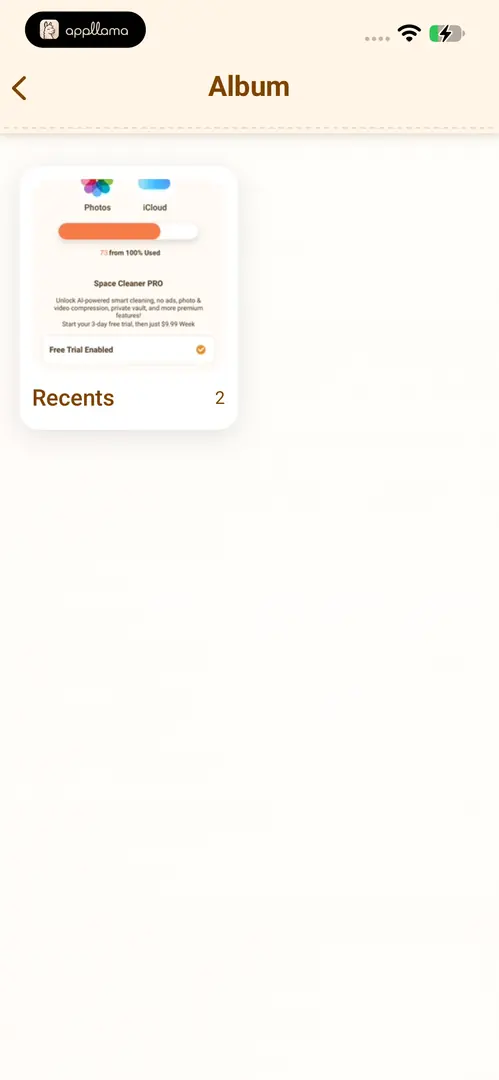 appllama
Album
Photos
iCloud
73 from 100% Used
Space Cleaner PRO
Unlock AI-powered smart cleaning, no ads, photo &
video compression, private vault, and more premium
features!
Start your 3-day free trial, then just $9.99 Week
Free Trial Enabled
Recents
2